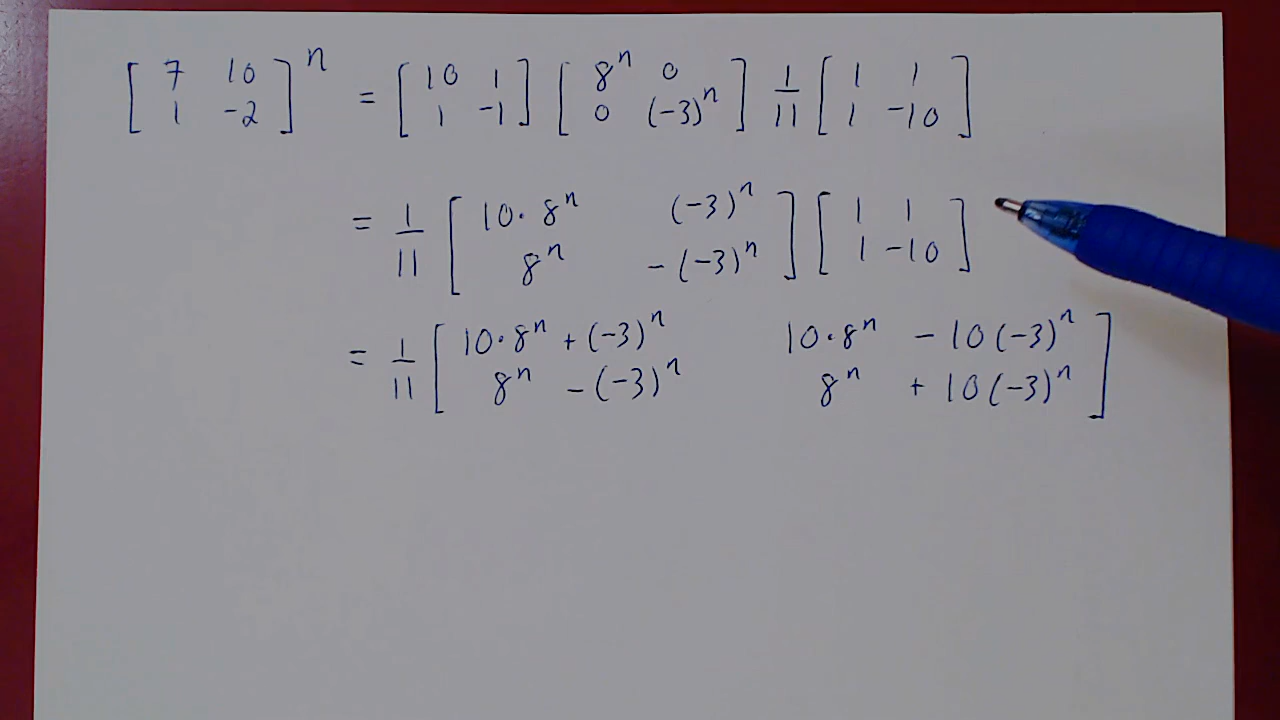 [7 10; 1 -2]^n = [10 1; 1 -1] [8^n 0; 0 (-3)^n] 1/11 [1 1; 1 -10]
= 1/11 [10·8^n (-3)^n; 8^n -(-3)^n] [1 1; 1 -10]
= 1/11 [10·8^n + (-3)^n 10·8^n - 10(-3)^n; 8^n - (-3)^n 8^n + 10(-3)^n]